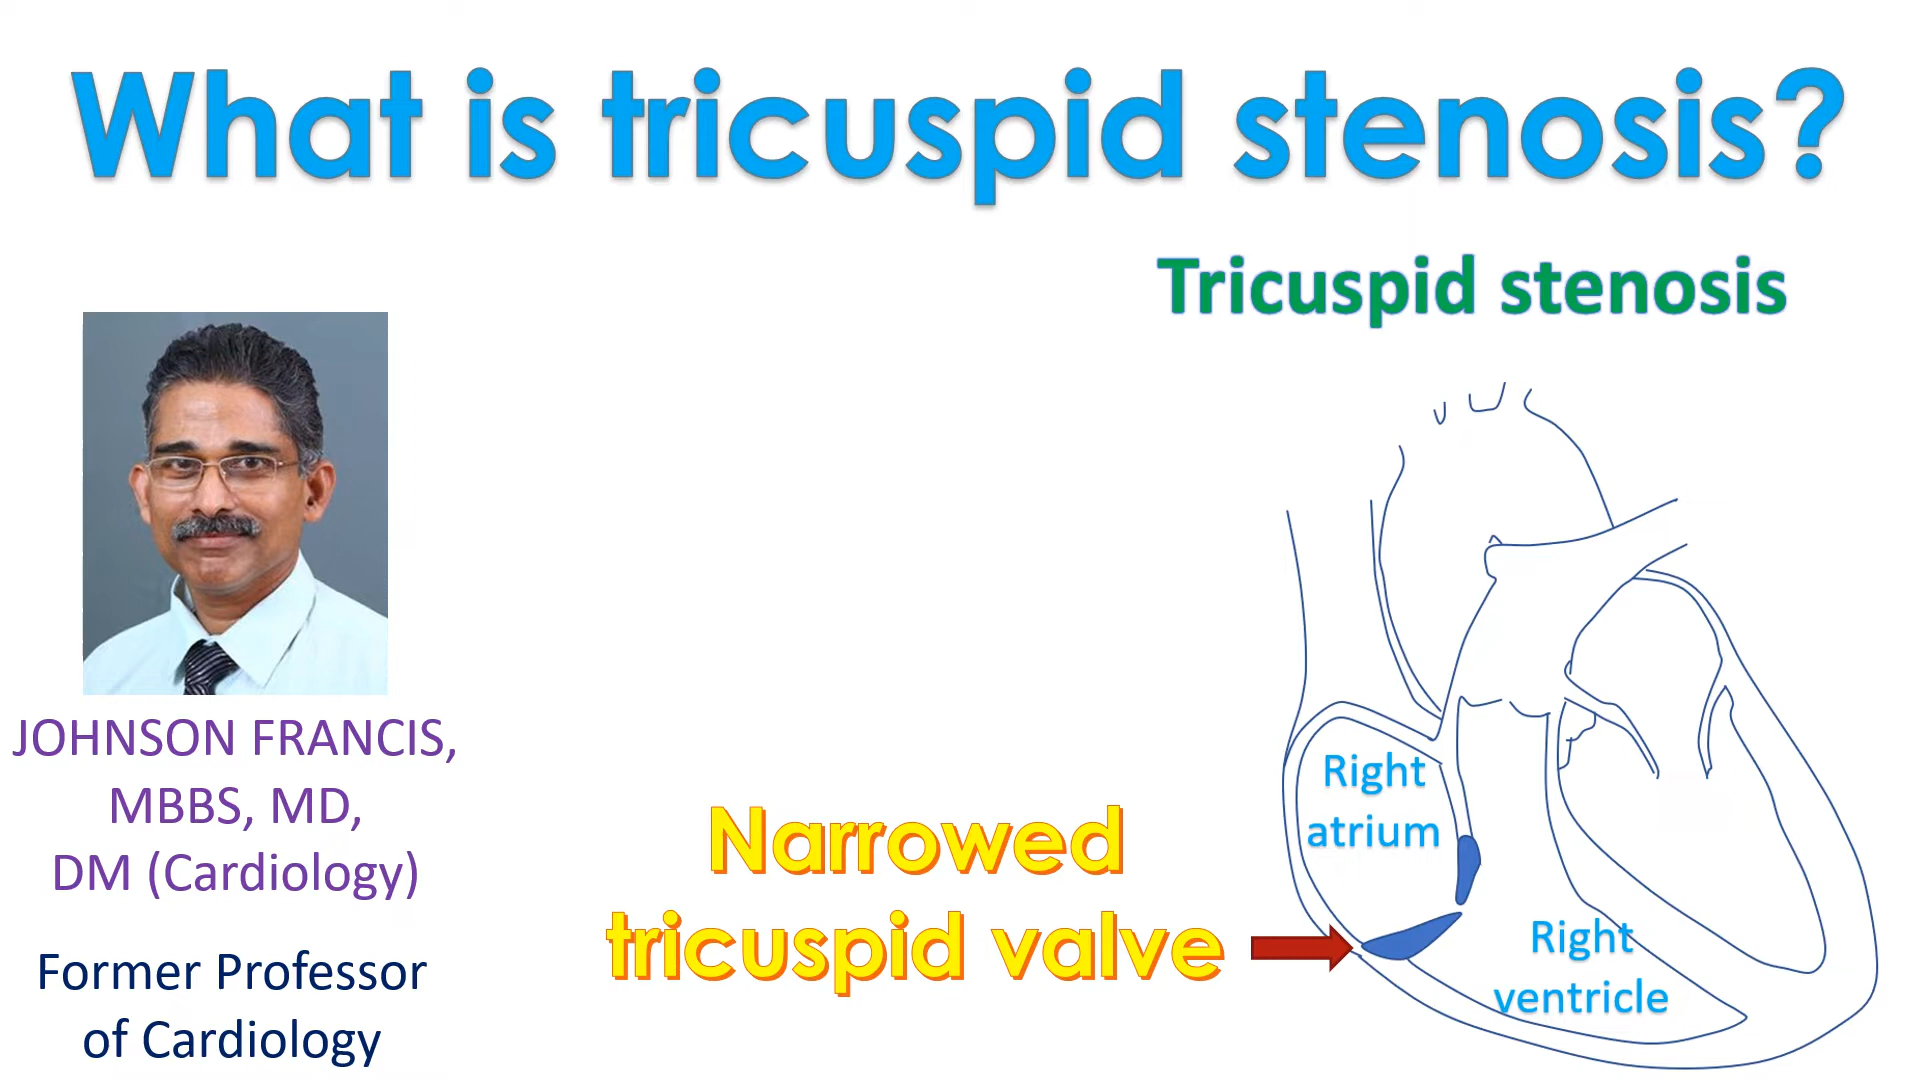 What is tricuspid stenosis?
Tricuspid stenosis
JOHNSON FRANCIS,
MBBS, MD,
DM (Cardiology)
Former Professor
of Cardiology
Narrowed
tricuspid valve
Right
atrium
Right
ventricle